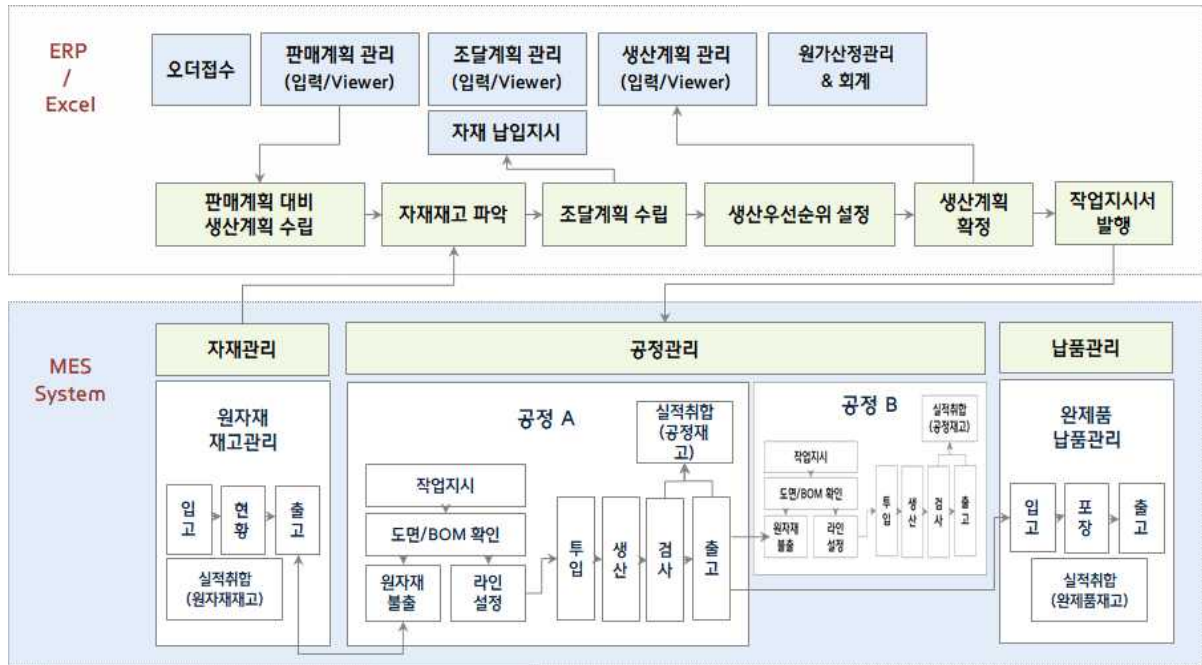 ERP
/
Excel
오더접수
판매계획 관리
(입력/Viewer)
조달계획 관리
(입력/Viewer)
생산계획 관리
(입력/Viewer)
원가산정관리
& 회계
자재 납입지시
판매계획 대비
생산계획 수립
자재재고 파악
조달계획 수립
생산우선순위 설정
생산계획
확정
작업지시서
발행
MES
System
자재관리
공정관리
납품관리
원자재
재고관리
입고
현황
출고
실적취합
(원자재재고)
공정 A
실적취합
(공정재
고)
작업지시
도면/BOM 확인
원자재
불출
라인
설정
투입
생산
검사
출고
공정 B
실적취합
(공정재고)
작업지시
도면/BOM 확인
원자재
불출
라인
설정
투입
생산
검사
출고
완제품
납품관리
입고
포장
출고
실적취합
(완제품재고)